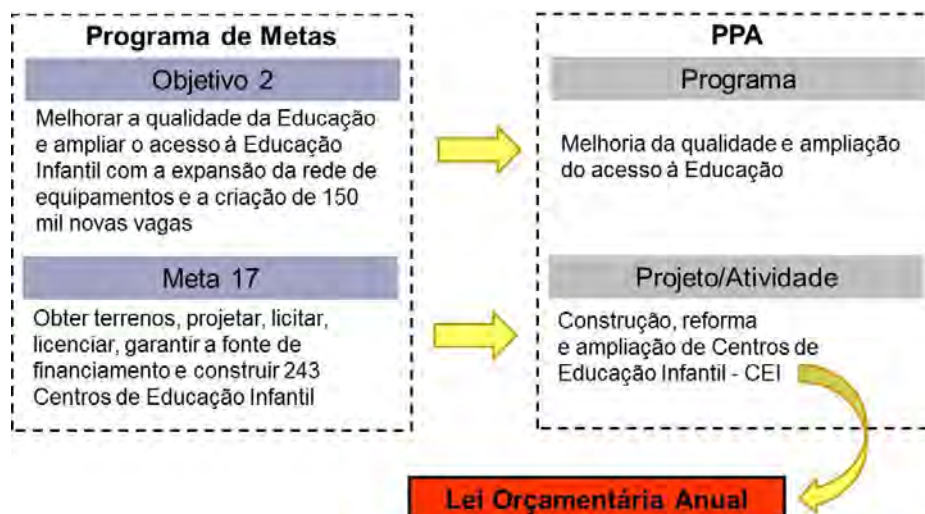 Programa de Metas
Objetivo 2
Melhorar a qualidade da Educação
e ampliar o acesso à Educação
Infantil com a expansão da rede de
equipamentos e a criação de 150
mil novas vagas
Meta 17
Obter terrenos, projetar, licitar,
licenciar, garantir a fonte de
financiamento e construir 243
Centros de Educação Infantil
PPA
Programa
Melhoria da qualidade e ampliação
do acesso à Educação
Projeto/Atividade
Construção, reforma
e ampliação de Centros de
Educação Infantil - CEI
Lei Orçamentária Anual